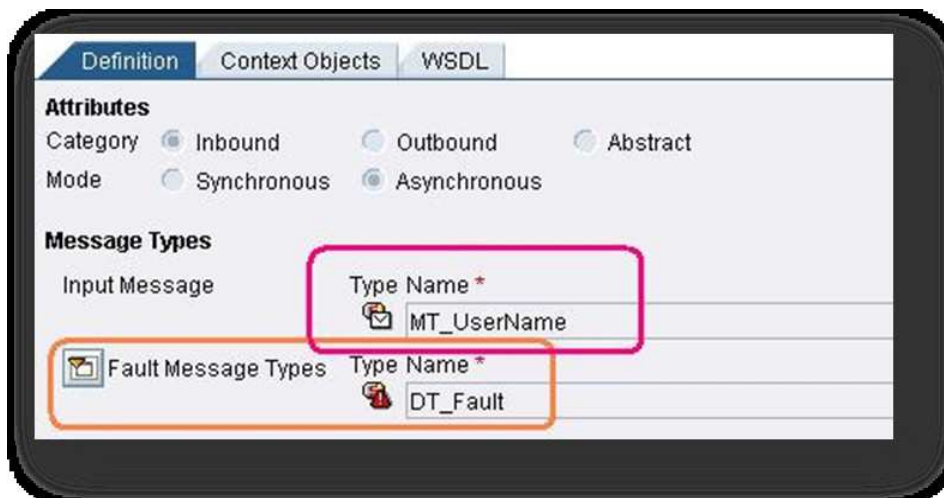 Definition Context Objects WSDL
Attributes
Category Inbound Outbound Abstract
Mode Synchronous Asynchronous
Message Types
Input Message Type Name *
MT_UserName
Fault Message Types Type Name *
DT_Fault